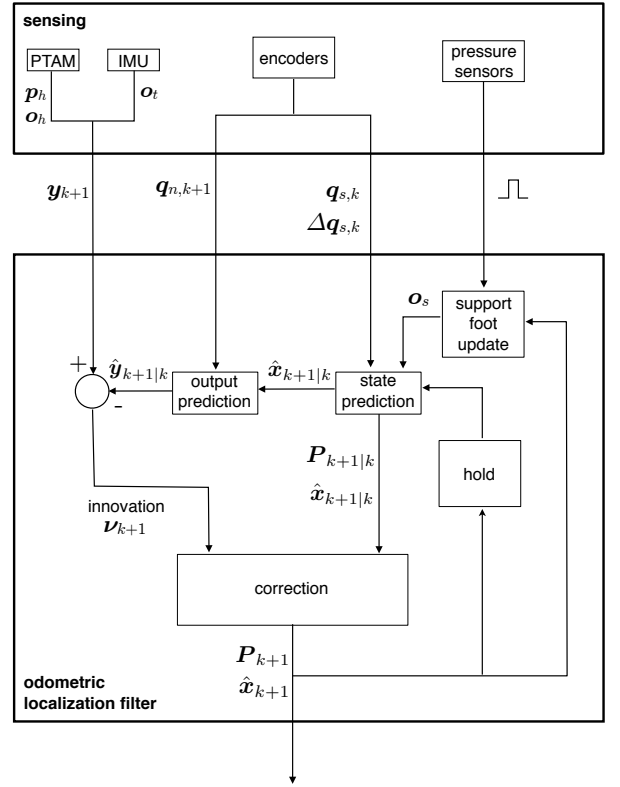 sensing
PTAM
IMU
encoders
pressure
sensors
p_h
o_h
o_t
y_{k+1}
q_{n,k+1}
q_{s,k}
Δq_{s,k}
o_s
support
foot
update
+
-
ŷ_{k+1|k}
output
prediction
x̂_{k+1|k}
state
prediction
P_{k+1|k}
x̂_{k+1|k}
hold
innovation
ν_{k+1}
correction
P_{k+1}
x̂_{k+1}
odometric
localization filter